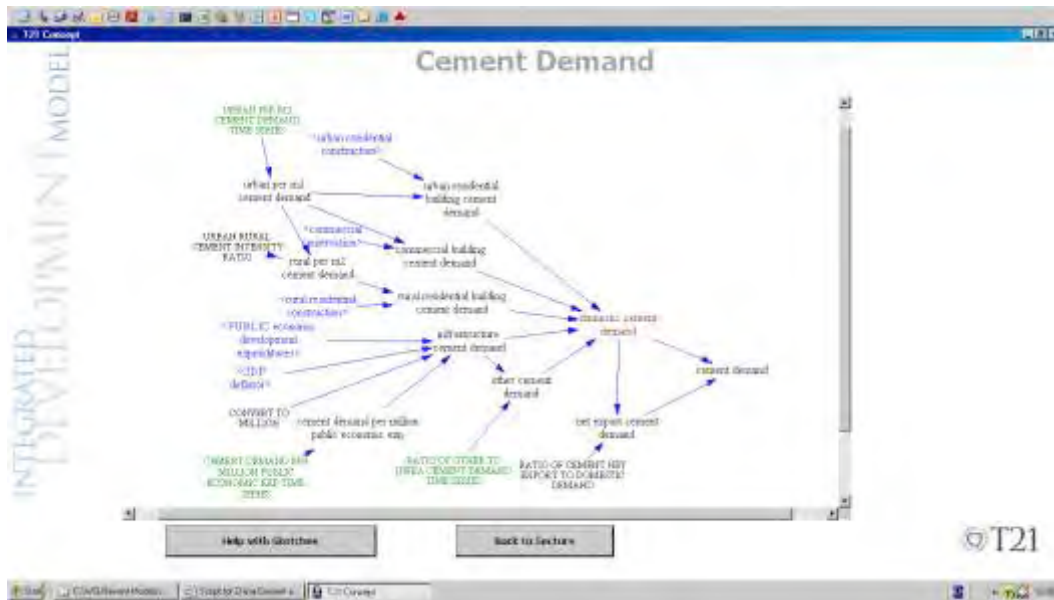 T21 Concept
Cement Demand
INTEGRATED
DEVELOPMENT MODEL
URBAN PER M2
CEMENT DEMAND
TIME SERIES
<urban residential
construction>
urban per m2
cement demand
urban residential
building cement
demand
URBAN RURAL
CEMENT INTENSITY
RATIO
<commercial
construction>
commercial building
cement demand
rural per m2
cement demand
<rural residential
construction>
rural residential building
cement demand
<PUBLIC economic
development
expenditures>
infrastructure
cement demand
domestic cement
demand
<GDP
deflator>
other cement
demand
cement demand
CONVERT TO
MILLION
cement demand per million
public economic exp
net export cement
demand
CEMENT DEMAND PER
MILLION PUBLIC
ECONOMIC EXP TIME
SERIES
RATIO OF OTHER TO
INFRA CEMENT DEMAND
TIME SERIES
RATIO OF CEMENT NET
EXPORT TO DOMESTIC
DEMAND
Help with Sketches
Back to Sectors
T21
T21 Concept